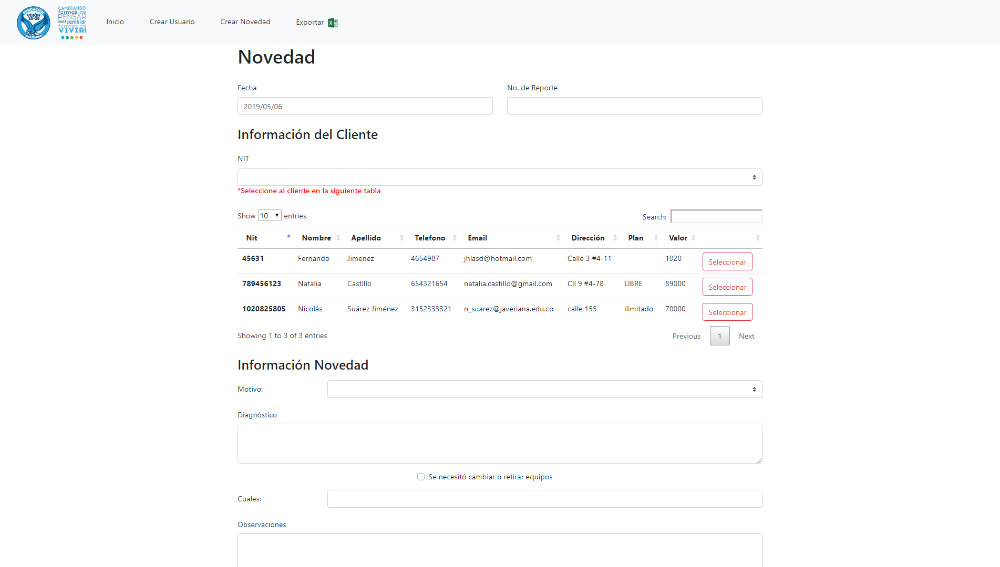 FUNDACIÓN
VISIÓN
20-20
COLOMBIA
CAMBIANDO
formas de
PENSAR
PARA cambiar
formas de
VIVIR!
Inicio Crear Usuario Crear Novedad Exportar
Novedad
Fecha No. de Reporte
2019/05/06
Información del Cliente
NIT
*Seleccione al cliente en la siguiente tabla
Show 10 entries Search:
Nit Nombre Apellido Telefono Email Dirección Plan Valor
45631 Fernando Jimenez 4654987 jhlasd@hotmail.com Calle 3 #4-11 1020 Seleccionar
789456123 Natalia Castillo 654321654 natalia.castillo@gmail.com Cll 9 #4-78 LIBRE 89000 Seleccionar
1020825805 Nicolás Suárez Jiménez 3152333321 n_suarez@javeriana.edu.co calle 155 ilimitado 70000 Seleccionar
Showing 1 to 3 of 3 entries Previous 1 Next
Información Novedad
Motivo:
Diagnóstico
Se necesitó cambiar o retirar equipos
Cuales:
Observaciones